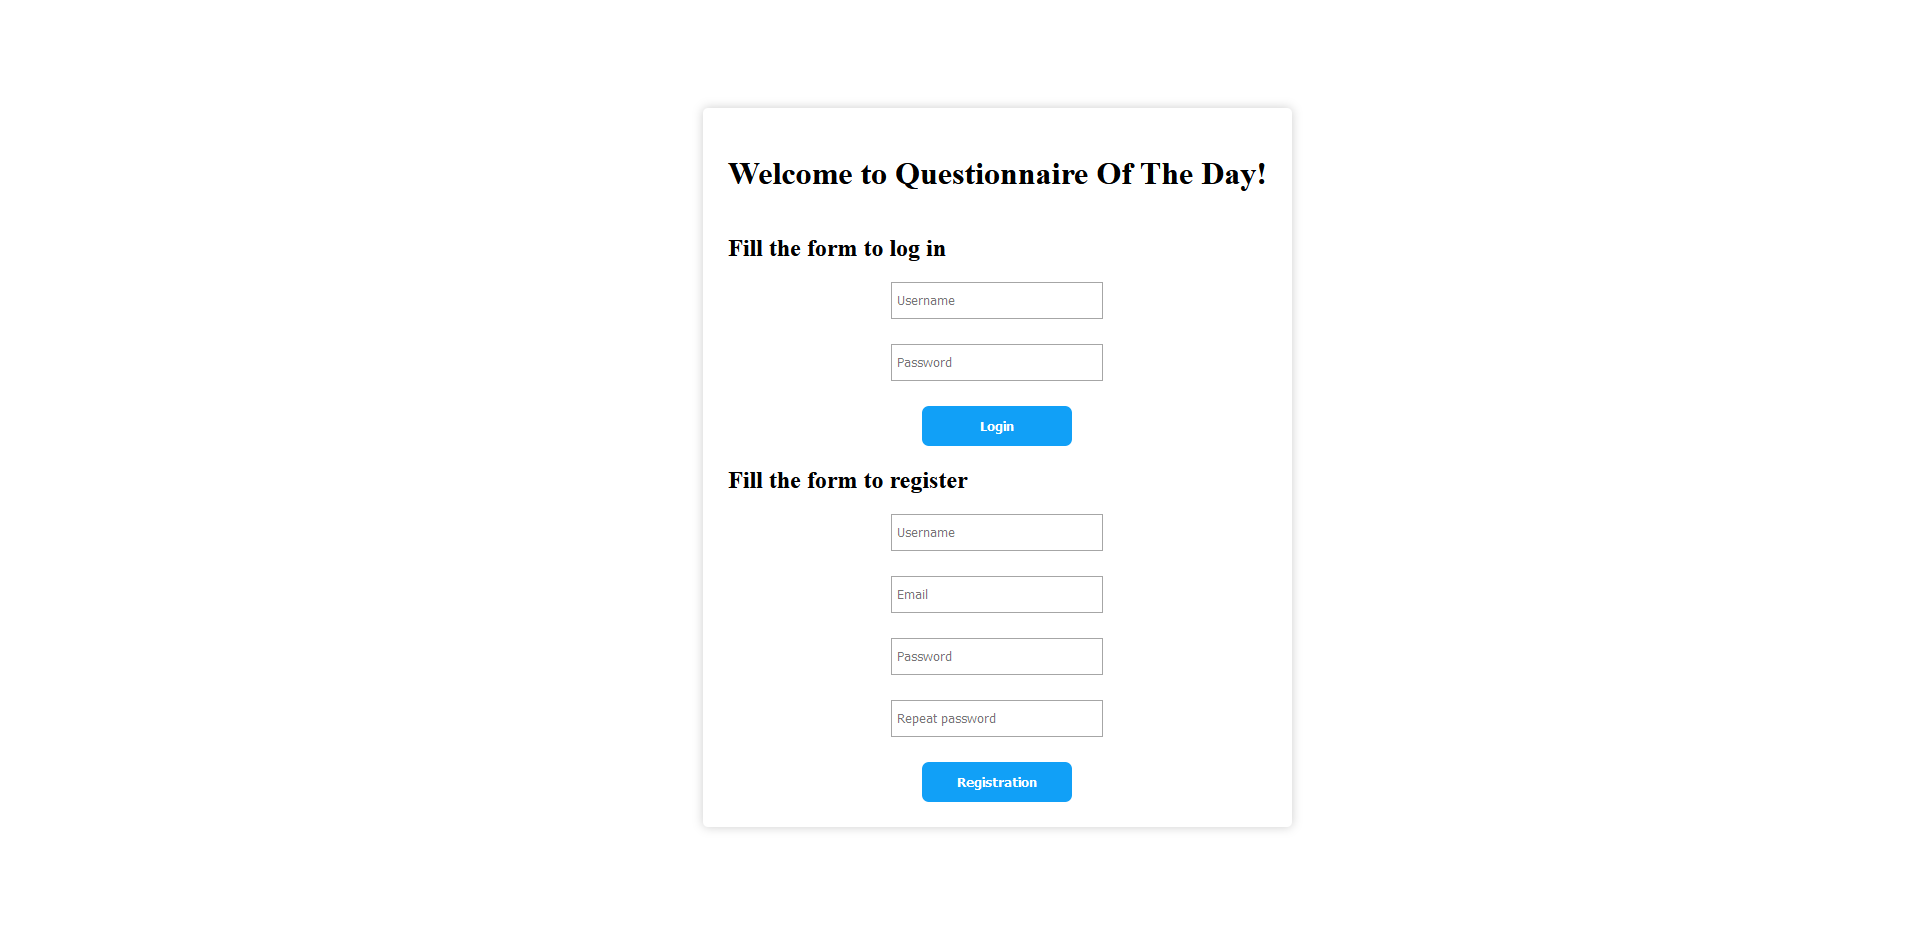 Welcome to Questionnaire Of The Day!
Fill the form to log in
Username
Password
Login
Fill the form to register
Username
Email
Password
Repeat password
Registration